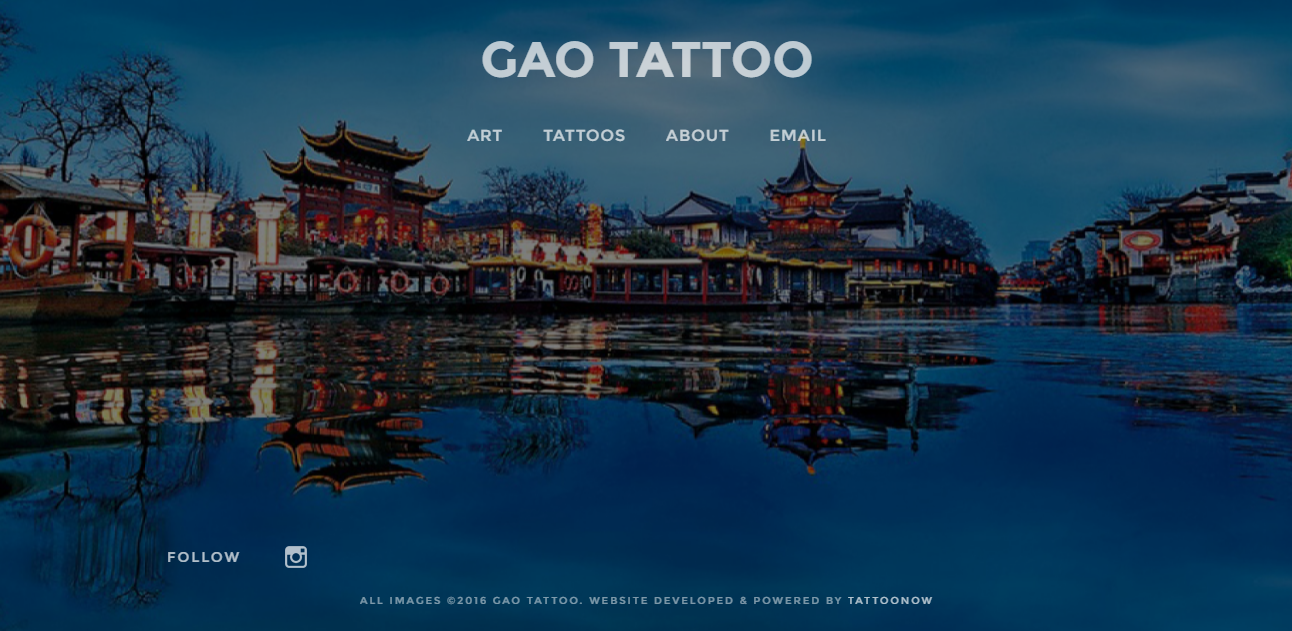 GAO TATTOO
ART TATTOOS ABOUT EMAIL
FOLLOW
ALL IMAGES ©2016 GAO TATTOO. WEBSITE DEVELOPED & POWERED BY TATTOONOW